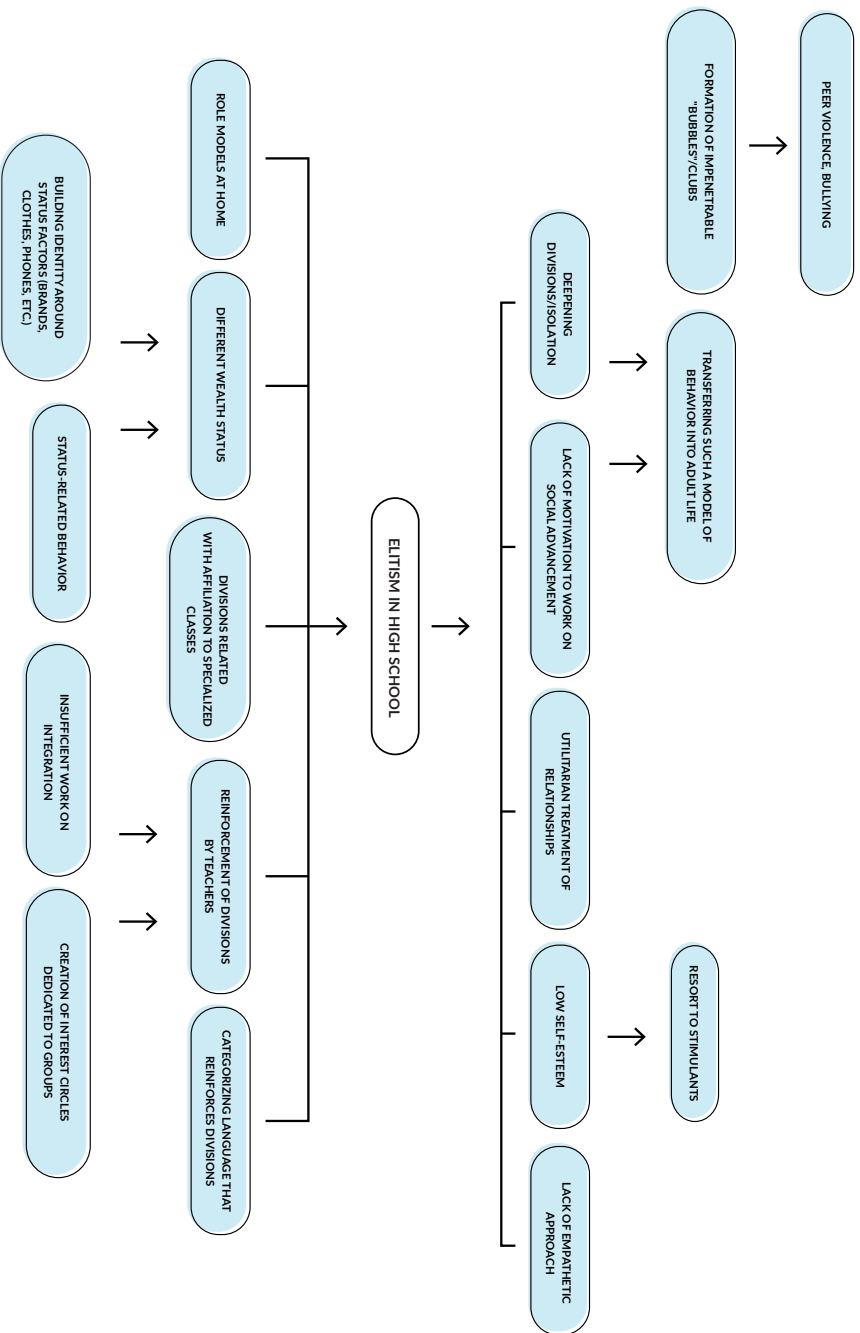 PEER VIOLENCE, BULLYING
FORMATION OF IMPENETRABLE
"BUBBLES"/CLUBS
TRANSFERRING SUCH A MODEL OF
BEHAVIOR INTO ADULT LIFE
RESORT TO STIMULANTS
DEEPENING
DIVISIONS/ISOLATION
LACK OF MOTIVATION TO WORK ON
SOCIAL ADVANCEMENT
UTILITARIAN TREATMENT OF
RELATIONSHIPS
LOW SELF-ESTEEM
LACK OF EMPATHETIC
APPROACH
ELITISM IN HIGH SCHOOL
ROLE MODELS AT HOME
DIFFERENT WEALTH STATUS
DIVISIONS RELATED
WITH AFFILIATION TO SPECIALIZED
CLASSES
REINFORCEMENT OF DIVISIONS
BY TEACHERS
CATEGORIZING LANGUAGE THAT
REINFORCES DIVISIONS
BUILDING IDENTITY AROUND
STATUS FACTORS (BRANDS,
CLOTHES, PHONES, ETC.)
STATUS-RELATED BEHAVIOR
INSUFFICIENT WORK ON
INTEGRATION
CREATION OF INTEREST CIRCLES
DEDICATED TO GROUPS